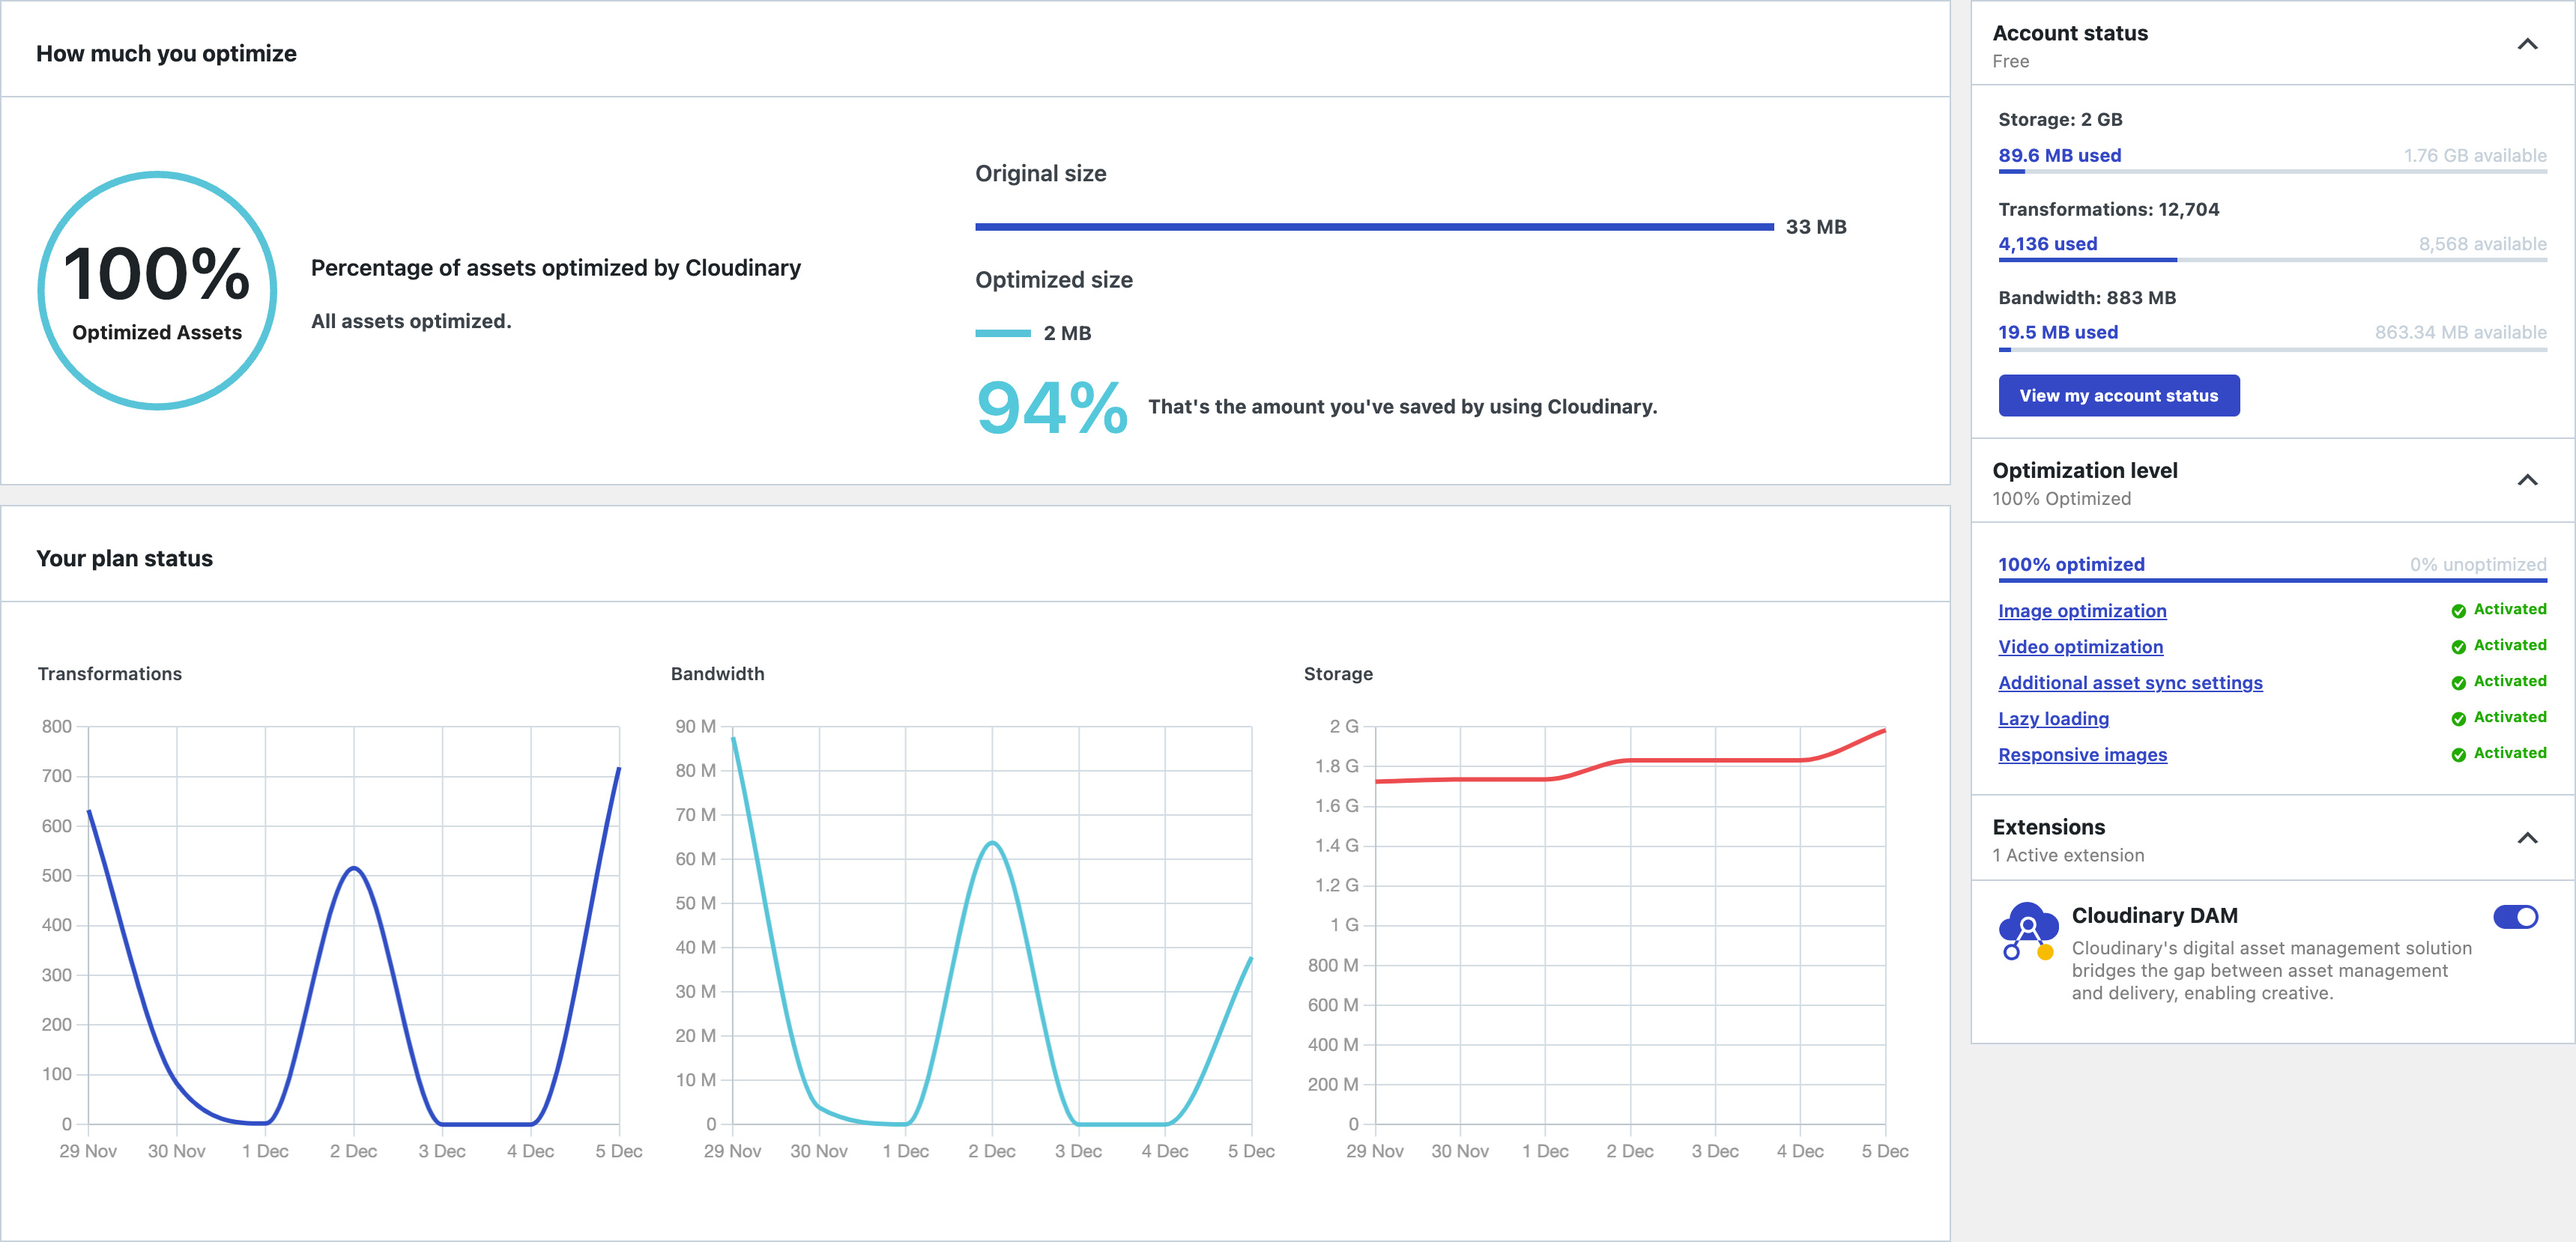 How much you optimize
100%
Optimized Assets
Percentage of assets optimized by Cloudinary
All assets optimized.
Original size
33 MB
Optimized size
2 MB
94% That's the amount you've saved by using Cloudinary.
Your plan status
Transformations
800
700
600
500
400
300
200
100
0
29 Nov 30 Nov 1 Dec 2 Dec 3 Dec 4 Dec 5 Dec
Bandwidth
90 M
80 M
70 M
60 M
50 M
40 M
30 M
20 M
10 M
0
29 Nov 30 Nov 1 Dec 2 Dec 3 Dec 4 Dec 5 Dec
Storage
2 G
1.8 G
1.6 G
1.4 G
1.2 G
1 G
800 M
600 M
400 M
200 M
0
29 Nov 30 Nov 1 Dec 2 Dec 3 Dec 4 Dec 5 Dec
Account status
Free
Storage: 2 GB
89.6 MB used 1.76 GB available
Transformations: 12,704
4,136 used 8,568 available
Bandwidth: 883 MB
19.5 MB used 863.34 MB available
View my account status
Optimization level
100% Optimized
100% optimized 0% unoptimized
Image optimization Activated
Video optimization Activated
Additional asset sync settings Activated
Lazy loading Activated
Responsive images Activated
Extensions
1 Active extension
Cloudinary DAM
Cloudinary's digital asset management solution
bridges the gap between asset management
and delivery, enabling creative.